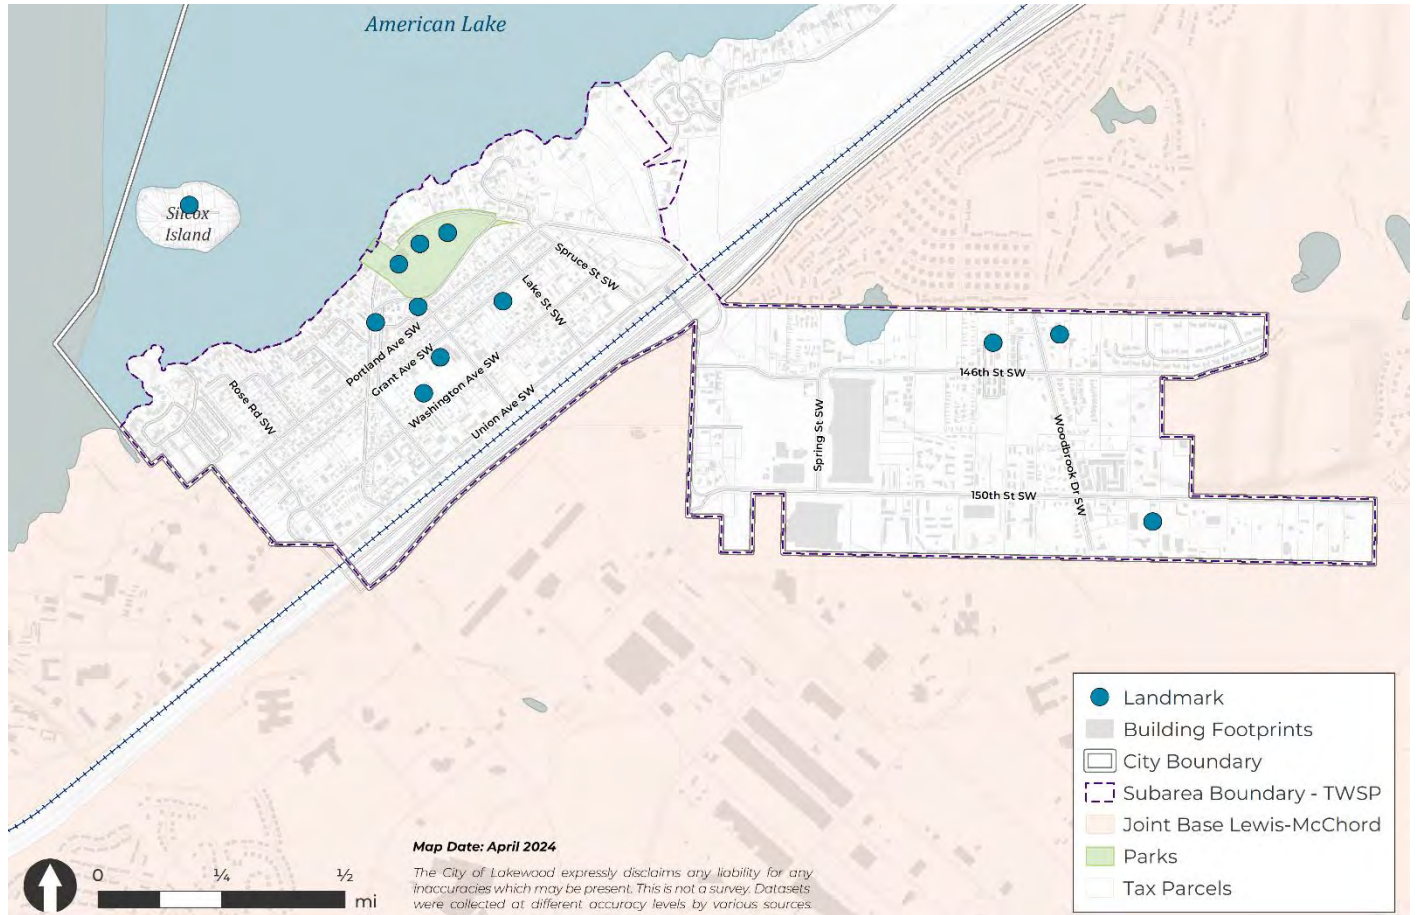 American Lake
Silcox
Island
Spruce St SW
Lake St SW
Portland Ave SW
Grant Ave SW
Washington Ave SW
Union Ave SW
Rose Rd SW
146th St SW
Spring St SW
Woodbrook Dr SW
150th St SW
Landmark
Building Footprints
City Boundary
Subarea Boundary - TWSP
Joint Base Lewis-McChord
Parks
Tax Parcels
Map Date: April 2024
The City of Lakewood expressly disclaims any liability for any
inaccuracies which may be present. This is not a survey. Datasets
were collected at different accuracy levels by various sources.
0 ¼ ½
mi